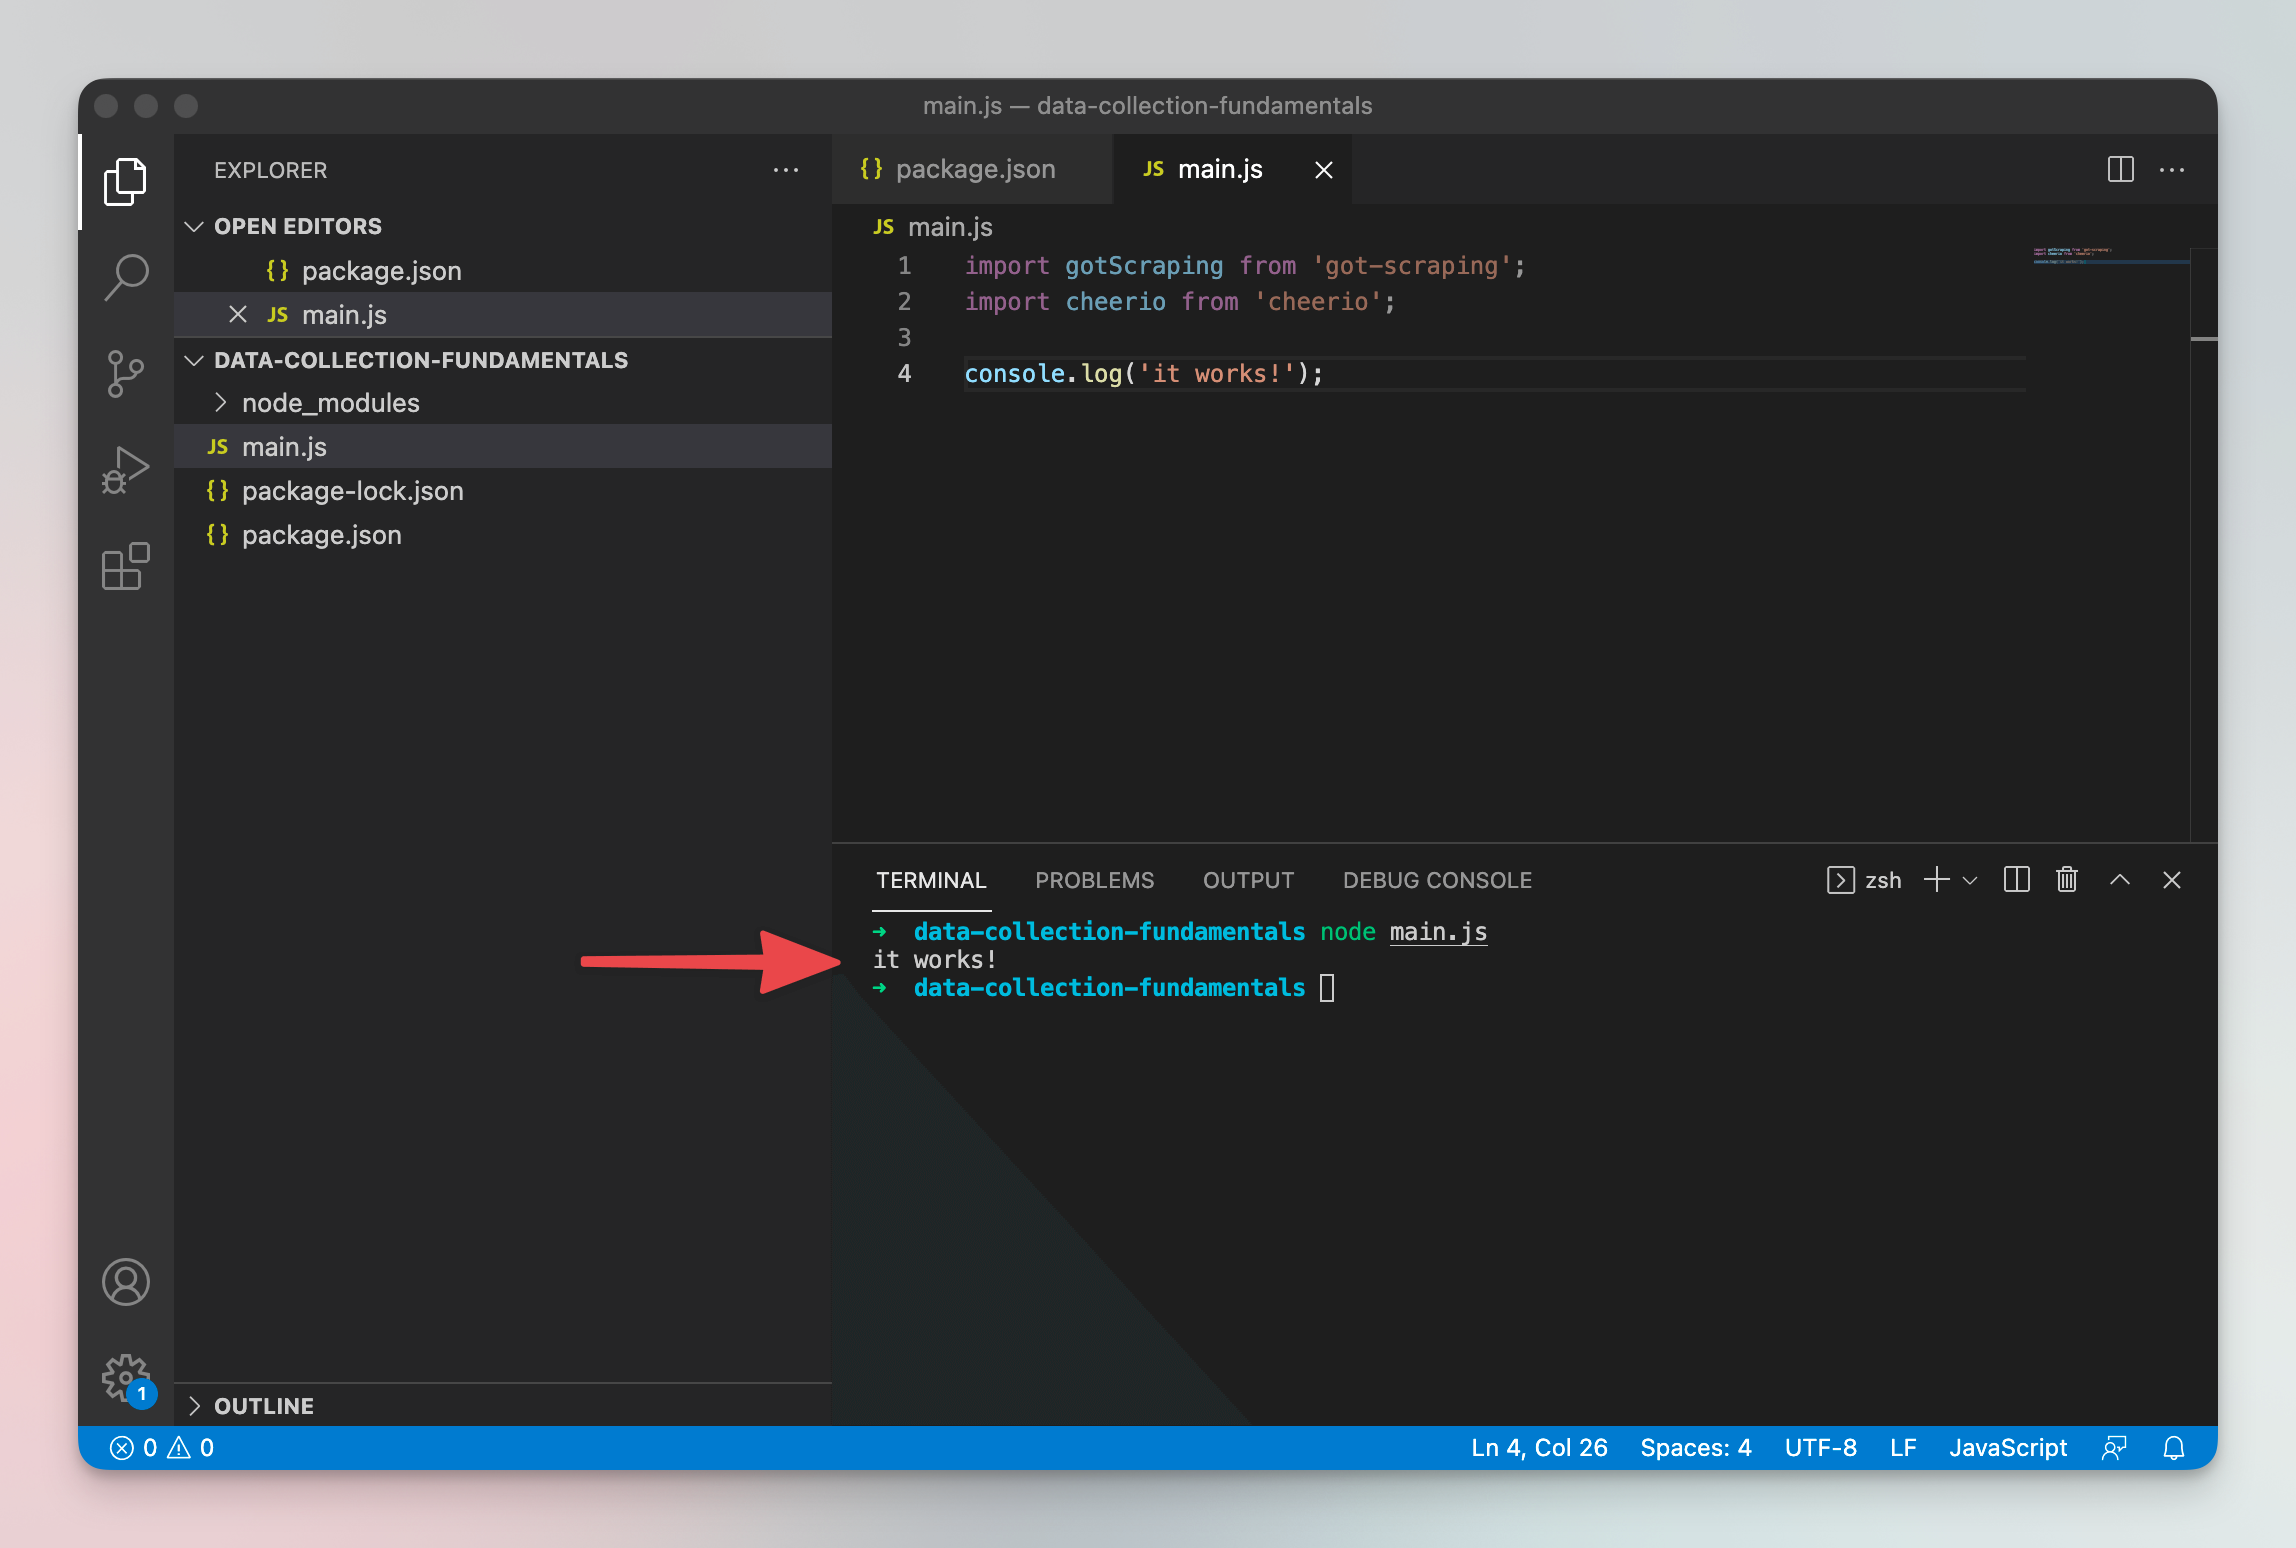 main.js — data-collection-fundamentals
EXPLORER
OPEN EDITORS
{} package.json
JS main.js
DATA-COLLECTION-FUNDAMENTALS
node_modules
JS main.js
{} package-lock.json
{} package.json
OUTLINE
1
{} package.json
JS main.js
JS main.js
1 import gotScraping from 'got-scraping';
2 import cheerio from 'cheerio';
3
4 console.log('it works!');
TERMINAL PROBLEMS OUTPUT DEBUG CONSOLE zsh
➜ data-collection-fundamentals node main.js
it works!
➜ data-collection-fundamentals
0 0 Ln 4, Col 26 Spaces: 4 UTF-8 LF JavaScript